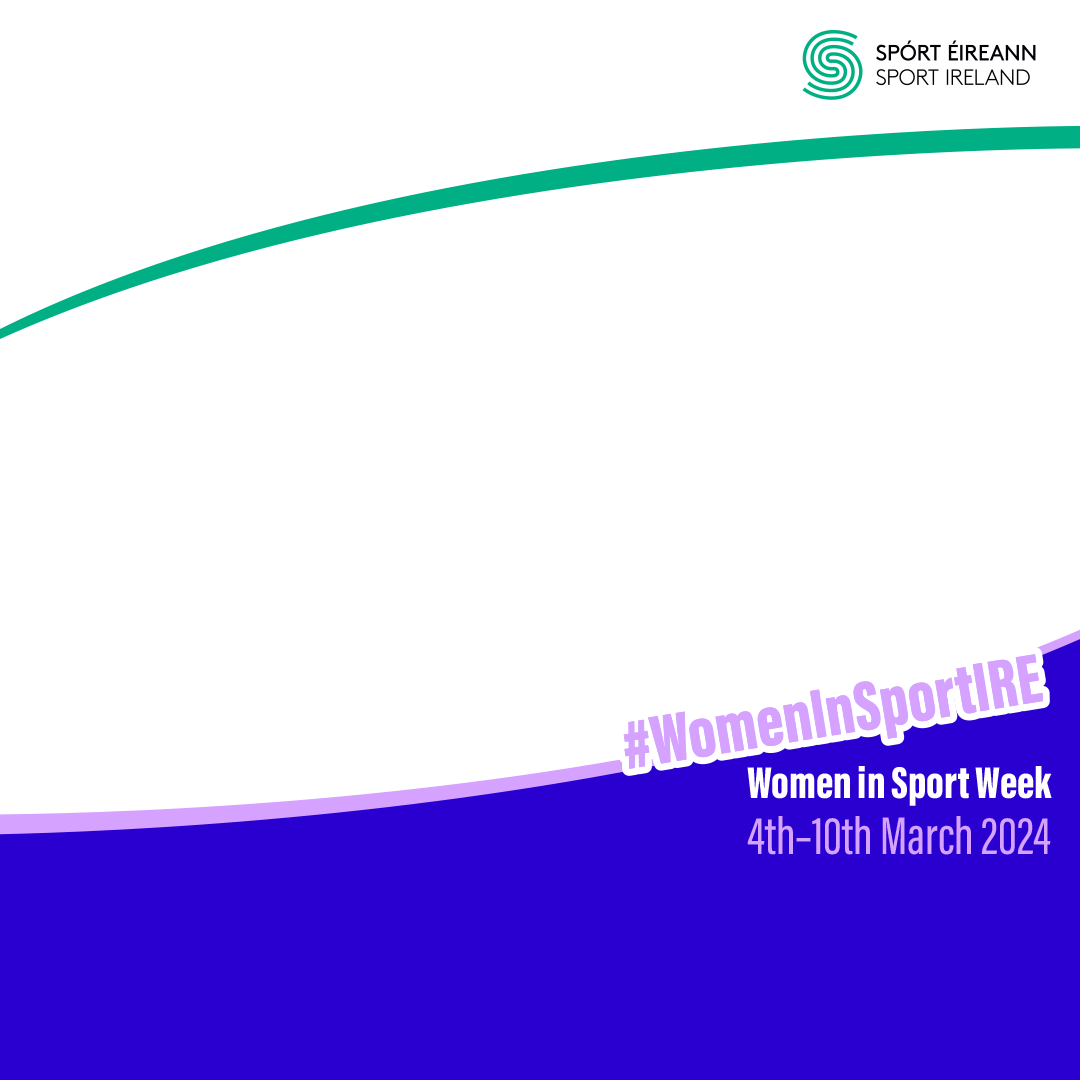 SPÓRT ÉIREANN
SPORT IRELAND
#WomenInSportIRE
Women in Sport Week
4th–10th March 2024